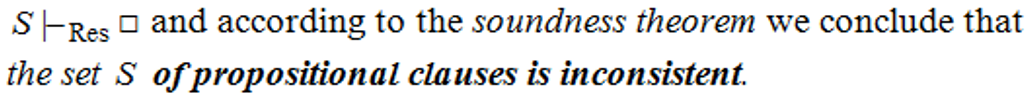 S |−Res □ and according to the soundness theorem we conclude that
the set S of propositional clauses is inconsistent.